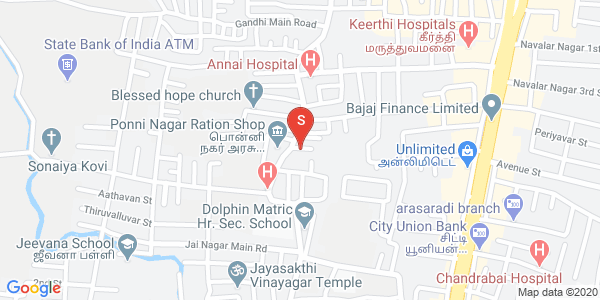 Gandhi Main Road
Keerthi Hospitals
கீர்த்தி
மருத்துவமனை
State Bank of India ATM
Navalar Nagar 1st
Annai Hospital
Navalar Nagar 3rd S
Blessed hope church
Bajaj Finance Limited
S
Ponni Nagar Ration Shop
பொன்னி
நகர் அரசு...
Periyavar St
Unlimited
அன்லிமிடெட்
Avenue St
Sonaiya Kovi
Aathavan St
Thiruvalluvar St
Dolphin Matric
Hr. Sec. School
arasaradi branch
City Union Bank
சிட்டி
யூனியன்
Jeevana School
ஜீவனா பள்ளி
Jai Nagar Main Rd
Chandrabai Hospital
Jayasakthi
Vinayagar Temple
2nd St
Google
Map data ©2020